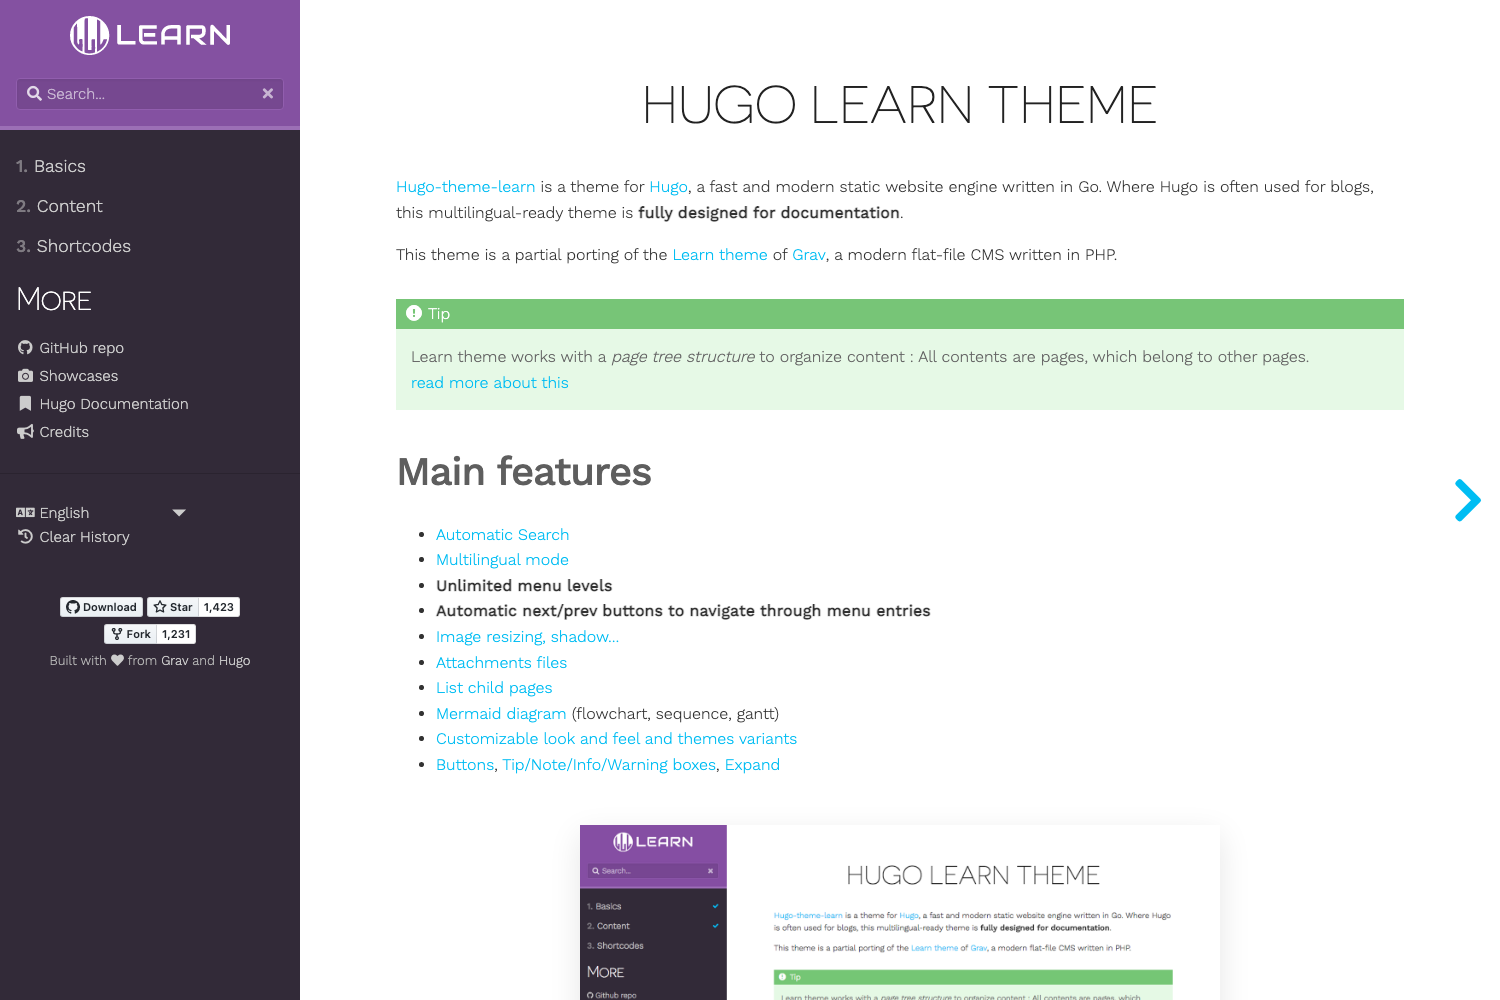 LEARN
Search...
1. Basics
2. Content
3. Shortcodes
MORE
GitHub repo
Showcases
Hugo Documentation
Credits
English
Clear History
Download
Star 1,423
Fork 1,231
Built with from Grav and Hugo
HUGO LEARN THEME
Hugo-theme-learn is a theme for Hugo, a fast and modern static website engine written in Go. Where Hugo is often used for blogs,
this multilingual-ready theme is fully designed for documentation.
This theme is a partial porting of the Learn theme of Grav, a modern flat-file CMS written in PHP.
Tip
Learn theme works with a page tree structure to organize content : All contents are pages, which belong to other pages.
read more about this
Main features
Automatic Search
Multilingual mode
Unlimited menu levels
Automatic next/prev buttons to navigate through menu entries
Image resizing, shadow...
Attachments files
List child pages
Mermaid diagram (flowchart, sequence, gantt)
Customizable look and feel and themes variants
Buttons, Tip/Note/Info/Warning boxes, Expand
LEARN
Search...
1. Basics
2. Content
3. Shortcodes
MORE
Github repo
HUGO LEARN THEME
Hugo-theme-learn is a theme for Hugo, a fast and modern static website engine written in Go. Where Hugo
is often used for blogs, this multilingual-ready theme is fully designed for documentation.
This theme is a partial porting of the Learn theme of Grav, a modern flat-file CMS written in PHP.
Tip
Learn theme works with a page tree structure to organize content : All contents are pages, which